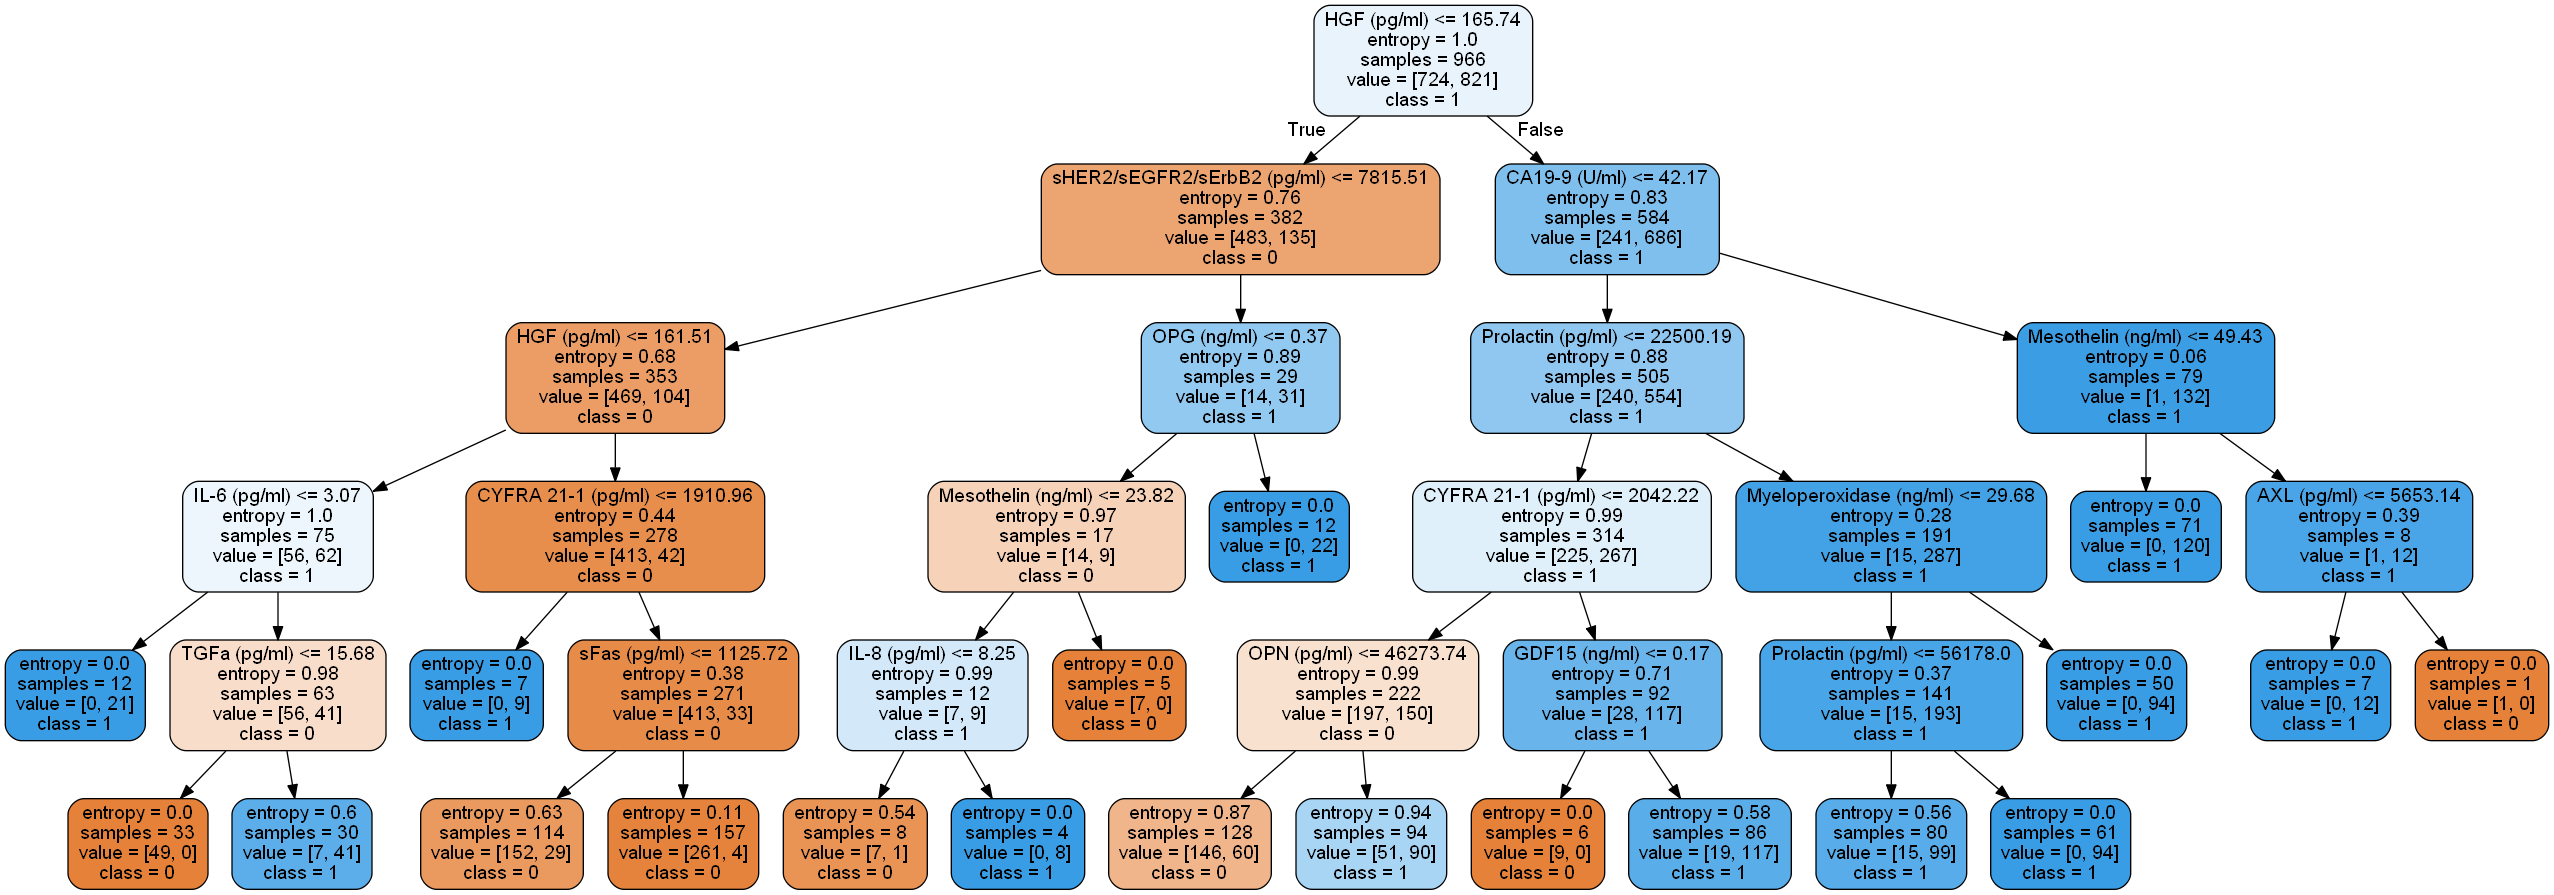 HGF (pg/ml) <= 165.74
entropy = 1.0
samples = 966
value = [724, 821]
class = 1
True
False
sHER2/sEGFR2/sErbB2 (pg/ml) <= 7815.51
entropy = 0.76
samples = 382
value = [483, 135]
class = 0
CA19-9 (U/ml) <= 42.17
entropy = 0.83
samples = 584
value = [241, 686]
class = 1
HGF (pg/ml) <= 161.51
entropy = 0.68
samples = 353
value = [469, 104]
class = 0
OPG (ng/ml) <= 0.37
entropy = 0.89
samples = 29
value = [14, 31]
class = 1
Prolactin (pg/ml) <= 22500.19
entropy = 0.88
samples = 505
value = [240, 554]
class = 1
Mesothelin (ng/ml) <= 49.43
entropy = 0.06
samples = 79
value = [1, 132]
class = 1
IL-6 (pg/ml) <= 3.07
entropy = 1.0
samples = 75
value = [56, 62]
class = 1
CYFRA 21-1 (pg/ml) <= 1910.96
entropy = 0.44
samples = 278
value = [413, 42]
class = 0
Mesothelin (ng/ml) <= 23.82
entropy = 0.97
samples = 17
value = [14, 9]
class = 0
entropy = 0.0
samples = 12
value = [0, 22]
class = 1
CYFRA 21-1 (pg/ml) <= 2042.22
entropy = 0.99
samples = 314
value = [225, 267]
class = 1
Myeloperoxidase (ng/ml) <= 29.68
entropy = 0.28
samples = 191
value = [15, 287]
class = 1
entropy = 0.0
samples = 71
value = [0, 120]
class = 1
AXL (pg/ml) <= 5653.14
entropy = 0.39
samples = 8
value = [1, 12]
class = 1
entropy = 0.0
samples = 12
value = [0, 21]
class = 1
TGFa (pg/ml) <= 15.68
entropy = 0.98
samples = 63
value = [56, 41]
class = 0
entropy = 0.0
samples = 7
value = [0, 9]
class = 1
sFas (pg/ml) <= 1125.72
entropy = 0.38
samples = 271
value = [413, 33]
class = 0
IL-8 (pg/ml) <= 8.25
entropy = 0.99
samples = 12
value = [7, 9]
class = 1
entropy = 0.0
samples = 5
value = [7, 0]
class = 0
OPN (pg/ml) <= 46273.74
entropy = 0.99
samples = 222
value = [197, 150]
class = 0
GDF15 (ng/ml) <= 0.17
entropy = 0.71
samples = 92
value = [28, 117]
class = 1
Prolactin (pg/ml) <= 56178.0
entropy = 0.37
samples = 141
value = [15, 193]
class = 1
entropy = 0.0
samples = 50
value = [0, 94]
class = 1
entropy = 0.0
samples = 7
value = [0, 12]
class = 1
entropy = 0.0
samples = 1
value = [1, 0]
class = 0
entropy = 0.0
samples = 33
value = [49, 0]
class = 0
entropy = 0.6
samples = 30
value = [7, 41]
class = 1
entropy = 0.63
samples = 114
value = [152, 29]
class = 0
entropy = 0.11
samples = 157
value = [261, 4]
class = 0
entropy = 0.54
samples = 8
value = [7, 1]
class = 0
entropy = 0.0
samples = 4
value = [0, 8]
class = 1
entropy = 0.87
samples = 128
value = [146, 60]
class = 0
entropy = 0.94
samples = 94
value = [51, 90]
class = 1
entropy = 0.0
samples = 6
value = [9, 0]
class = 0
entropy = 0.58
samples = 86
value = [19, 117]
class = 1
entropy = 0.56
samples = 80
value = [15, 99]
class = 1
entropy = 0.0
samples = 61
value = [0, 94]
class = 1